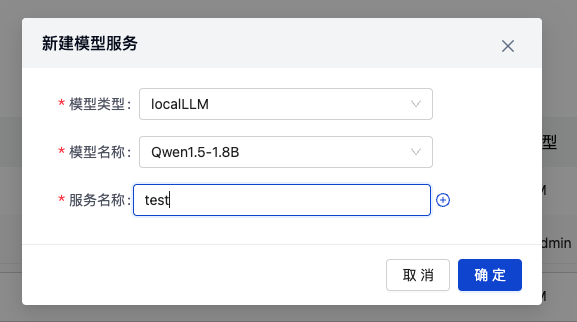 新建模型服务
* 模型类型: localLLM
型
* 模型名称: Qwen1.5-1.8B
* 服务名称: test
dmin
取 消 确 定